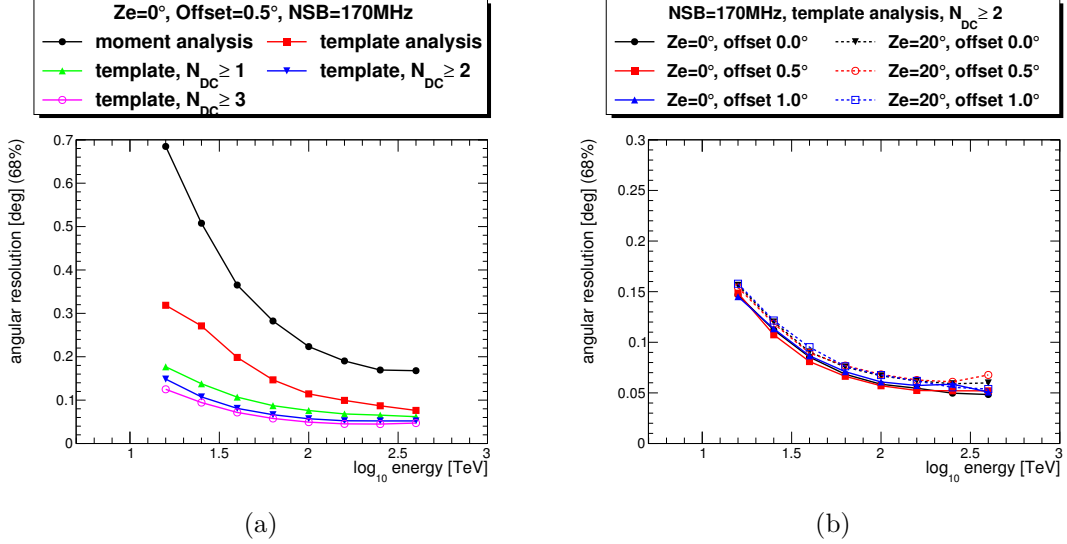 Ze=0°, Offset=0.5°, NSB=170MHz
moment analysis template analysis
template, N_DC ≥ 1 template, N_DC ≥ 2
template, N_DC ≥ 3
angular resolution [deg] (68%)
0.7
0.6
0.5
0.4
0.3
0.2
0.1
0
1 1.5 2 2.5 3
log_10 energy [TeV]
(a)
NSB=170MHz, template analysis, N_DC ≥ 2
Ze=0°, offset 0.0° Ze=20°, offset 0.0°
Ze=0°, offset 0.5° Ze=20°, offset 0.5°
Ze=0°, offset 1.0° Ze=20°, offset 1.0°
angular resolution [deg] (68%)
0.3
0.25
0.2
0.15
0.1
0.05
0
1 1.5 2 2.5 3
log_10 energy [TeV]
(b)